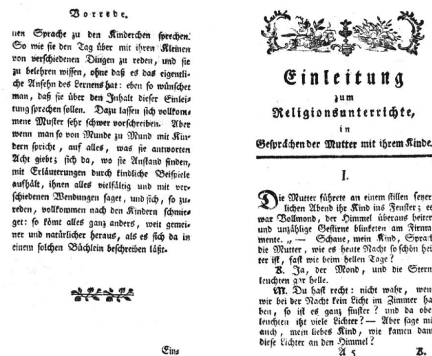 Vorrede.
nen Sprache zu den Kinderchen sprechen.
So wie sie den Tag über mit ihren Kleinen
von verschiedenen Dingen zu reden, und sie
zu belehren wissen, ohne daß es das eigentli-
che Ansehn des Lernens hat: eben so wünschet
man, daß sie über den Inhalt dieser Einlei-
tung sprechen sollen. Dazu lassen sich vollkom-
mene Muster sehr schwer vorschreiben. Aber
wenn man so von Munde zu Mund mit Kin-
dern spricht, auf alles, was sie antworten
Acht giebt; sich da, wo sie Anstand finden,
mit Erläuterungen durch kindliche Beispiele
aufhält, ihnen alles vielfältig und mit ver-
schiedenen Wendungen saget, und sich, so zu-
reden, vollkommen nach den Kindern schmie-
get: so kömt alles ganz anders, weit gemei-
ner und natürlicher heraus, als es sich da in
einem solchen Büchlein beschreiben läßt.
Ein=
Einleitung
zum
Religionsunterrichte,
in
Gesprächen der Mutter mit ihrem Kinde.
I.
Die Mutter führete an einem stillen feyer
lichen Abend ihr Kind ins Fenster; es
war Vollmond, der Himmel überaus heiter
und unzählige Gestirne blinketen am Firma
mente. „ — Schaue, mein Kind, Sprach
die Mutter, wie es heute Nacht so schön hei
ter ist, fast wie beim hellen Tage?
K. Ja, der Mond, und die Stern
leuchten gar helle.
M. Du hast recht: nicht wahr, wenn
wir bei der Nacht kein Licht im Zimmer ha
ben, so ist es ganz finster? und da obe
leuchten itzt viele Lichter? — Aber sage mi
auch, mein liebes Kind, wie kamen dann
diese Lichter an den Himmel?
A 5 K.